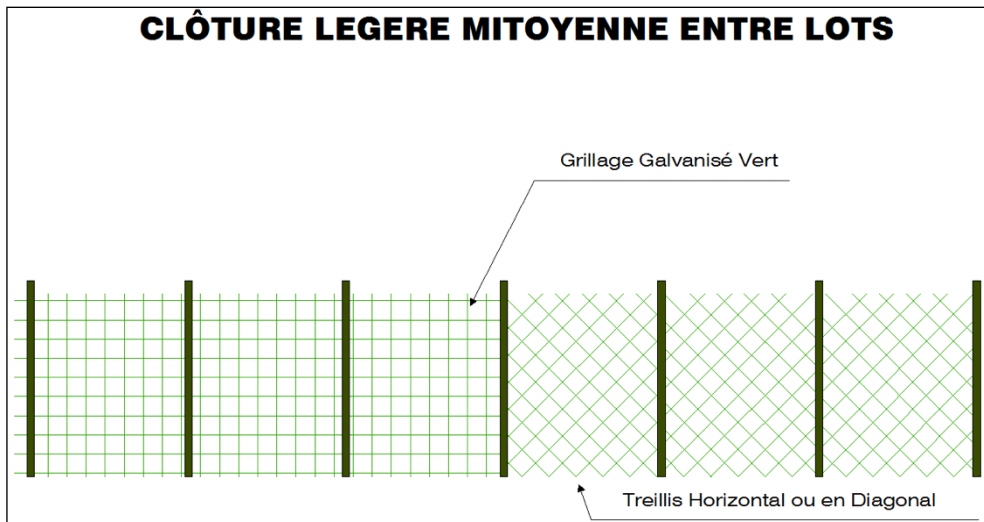 CLÔTURE LEGERE MITOYENNE ENTRE LOTS
Grillage Galvanisé Vert
Treillis Horizontal ou en Diagonal